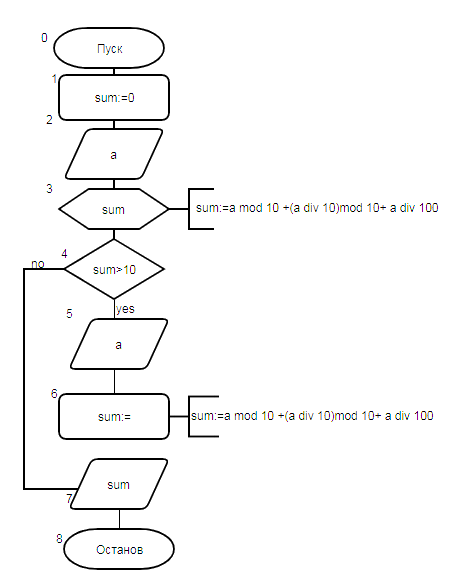 0
Пуск
1
sum:=0
2
a
3
sum
sum:=a mod 10 +(a div 10)mod 10+ a div 100
4
no
sum>10
yes
5
a
6
sum:=
sum:=a mod 10 +(a div 10)mod 10+ a div 100
sum
7
8
Останов